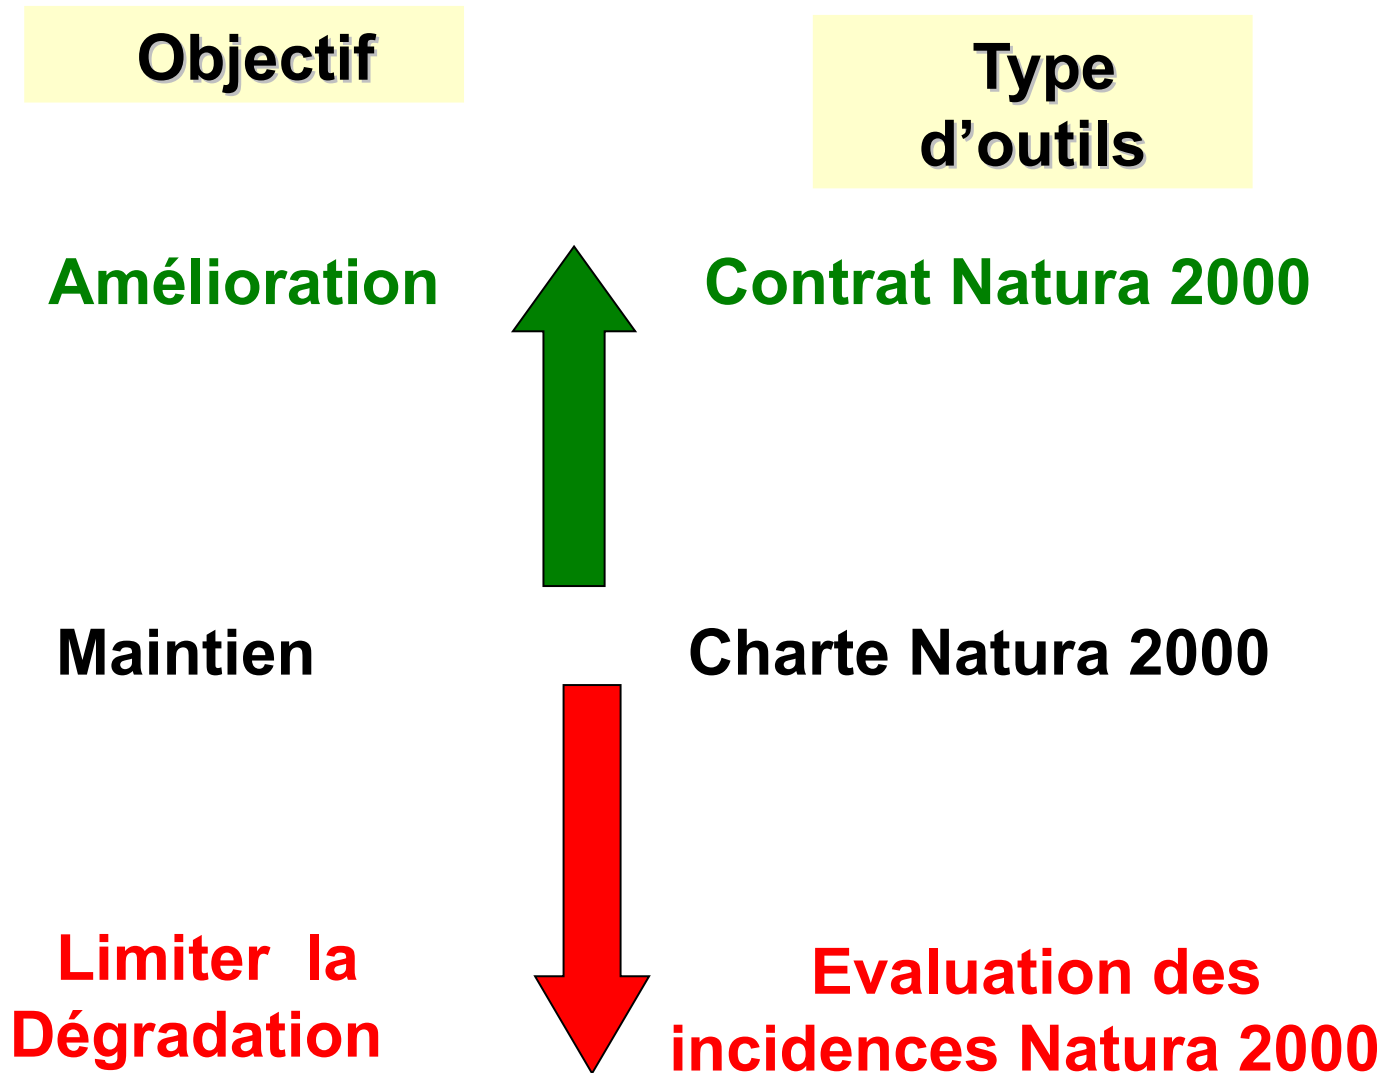 Objectif
Type
d’outils
Amélioration
Contrat Natura 2000
Maintien
Charte Natura 2000
Limiter la
Dégradation
Evaluation des
incidences Natura 2000